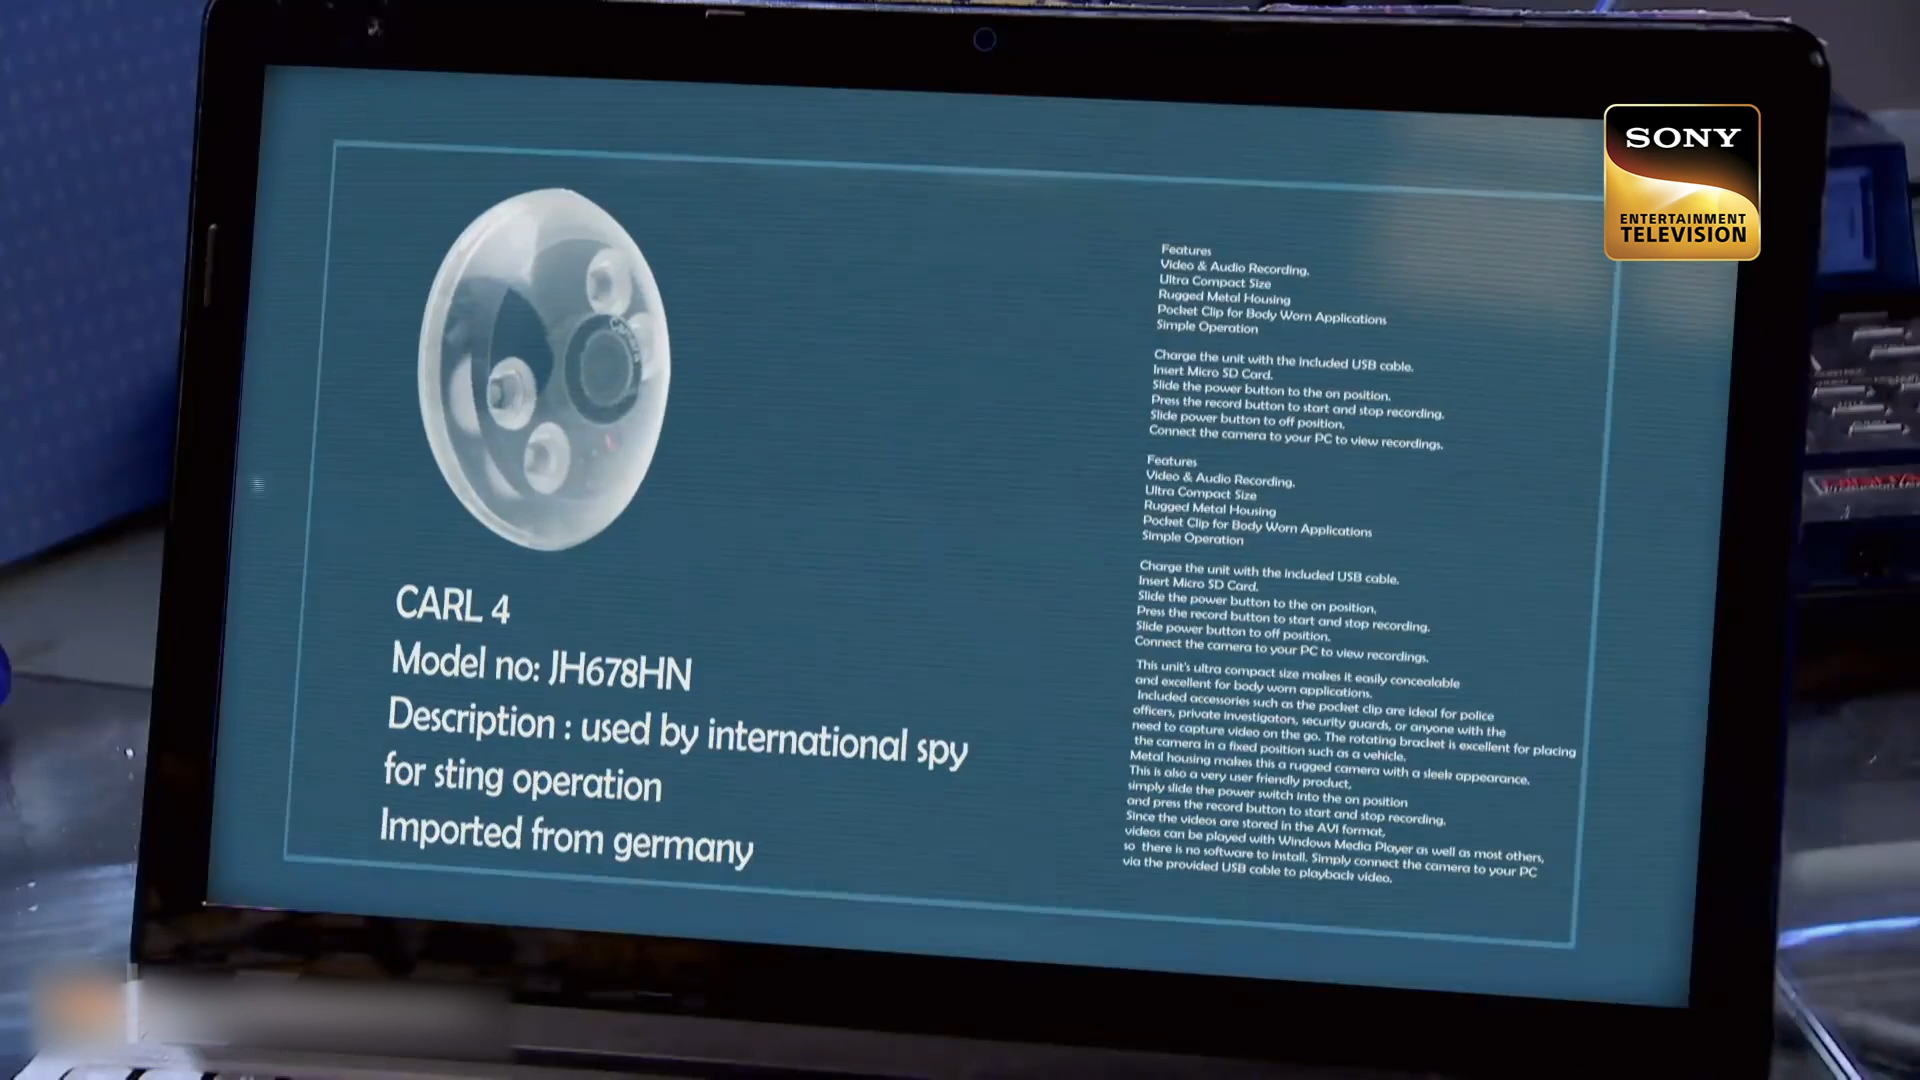 SONY
ENTERTAINMENT
TELEVISION
CARL 4
Model no: JH678HN
Description : used by international spy
for sting operation
Imported from germany
Camera
Features
Video & Audio Recording.
Ultra Compact Size
Rugged Metal Housing
Pocket Clip for Body Worn Applications
Simple Operation
Charge the unit with the included USB cable.
Insert Micro SD Card.
Slide the power button to the on position.
Press the record button to start and stop recording.
Slide power button to off position.
Connect the camera to your PC to view recordings.
Features
Video & Audio Recording.
Ultra Compact Size
Rugged Metal Housing
Pocket Clip for Body Worn Applications
Simple Operation
Charge the unit with the included USB cable.
Insert Micro SD Card.
Slide the power button to the on position.
Press the record button to start and stop recording.
Slide power button to off position.
Connect the camera to your PC to view recordings.
This unit's ultra compact size makes it easily concealable
and excellent for body worn applications.
Included accessories such as the pocket clip are ideal for police
officers, private investigators, security guards, or anyone with the
need to capture video on the go. The rotating bracket is excellent for placing
the camera in a fixed position such as a vehicle.
Metal housing makes this a rugged camera with a sleek appearance.
This is also a very user friendly product,
simply slide the power switch into the on position
and press the record button to start and stop recording.
Since the videos are stored in the AVI format,
videos can be played with Windows Media Player as well as most others,
so there is no software to install. Simply connect the camera to your PC
via the provided USB cable to playback video.